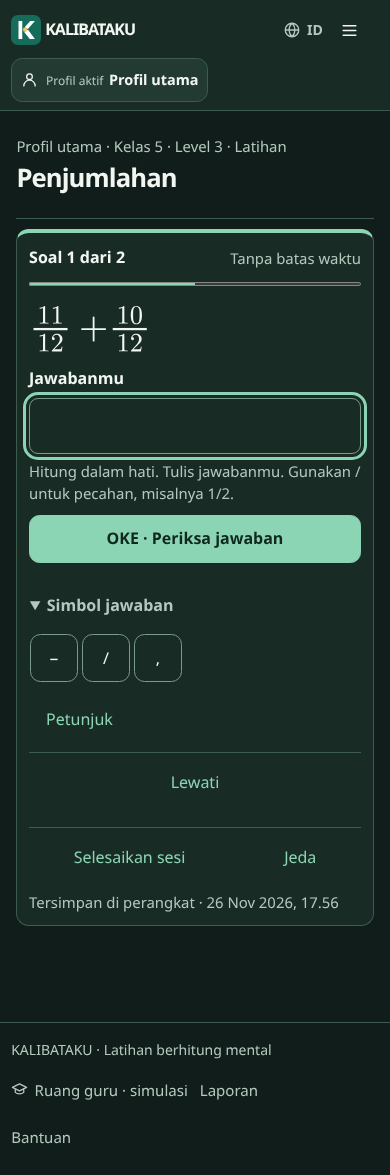 K KALIBATAKU
ID
Profil aktif Profil utama
Profil utama · Kelas 5 · Level 3 · Latihan
Penjumlahan
Soal 1 dari 2
Tanpa batas waktu
11/12 + 10/12
Jawabanmu
Hitung dalam hati. Tulis jawabanmu. Gunakan /
untuk pecahan, misalnya 1/2.
OKE · Periksa jawaban
▼ Simbol jawaban
− / ,
Petunjuk
Lewati
Selesaikan sesi
Jeda
Tersimpan di perangkat · 26 Nov 2026, 17.56
KALIBATAKU · Latihan berhitung mental
Ruang guru · simulasi Laporan
Bantuan